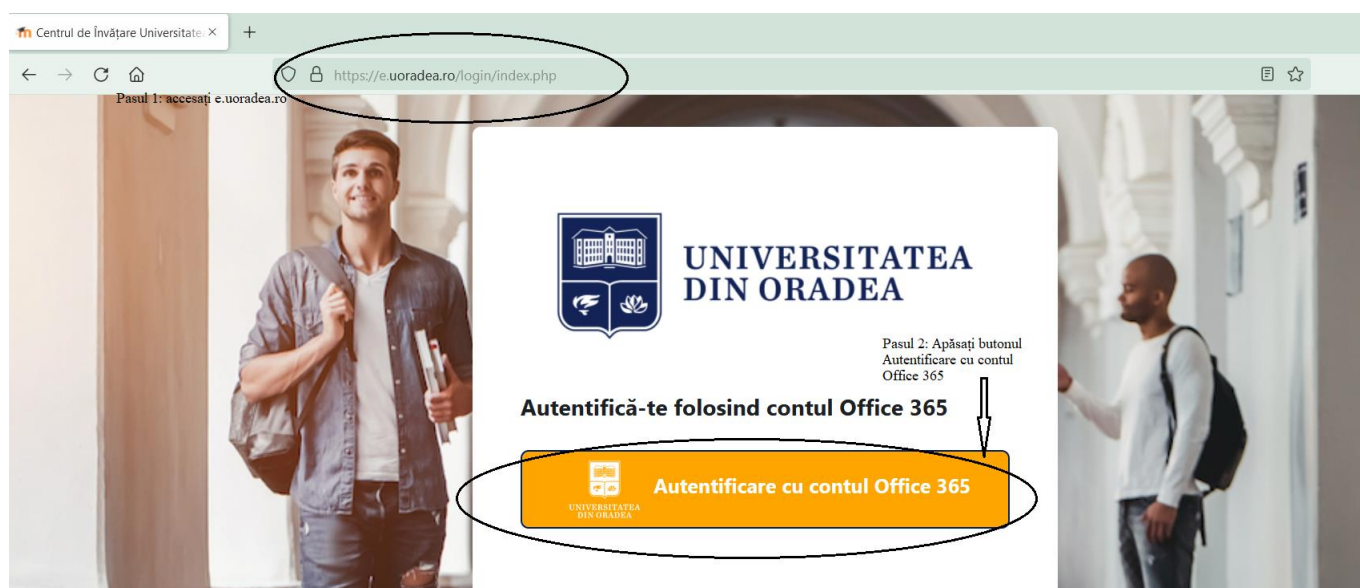 Centrul de Învățare Universitate
https://e.uoradea.ro/login/index.php
Pasul 1: accesați e.uoradea.ro
UNIVERSITATEA
DIN ORADEA
Pasul 2: Apăsați butonul
Autentificare cu contul
Office 365
Autentifică-te folosind contul Office 365
Autentificare cu contul Office 365
UNIVERSITATEA
DIN ORADEA